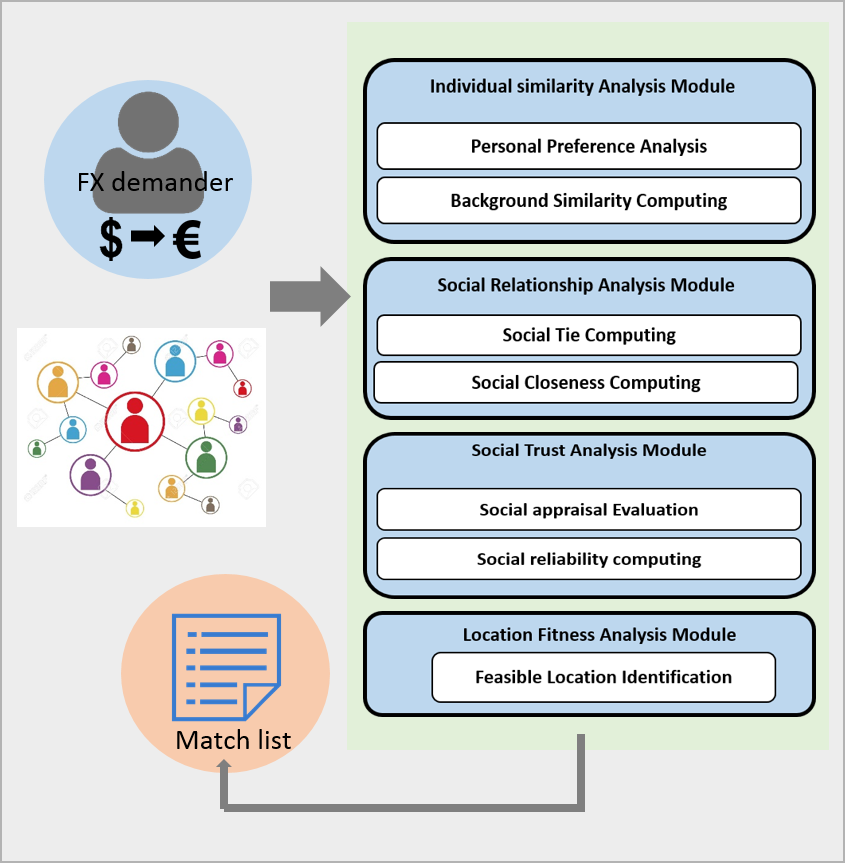 FX demander
$ → €
Individual similarity Analysis Module
Personal Preference Analysis
Background Similarity Computing
Social Relationship Analysis Module
Social Tie Computing
Social Closeness Computing
Social Trust Analysis Module
Social appraisal Evaluation
Social reliability computing
Location Fitness Analysis Module
Feasible Location Identification
Match list